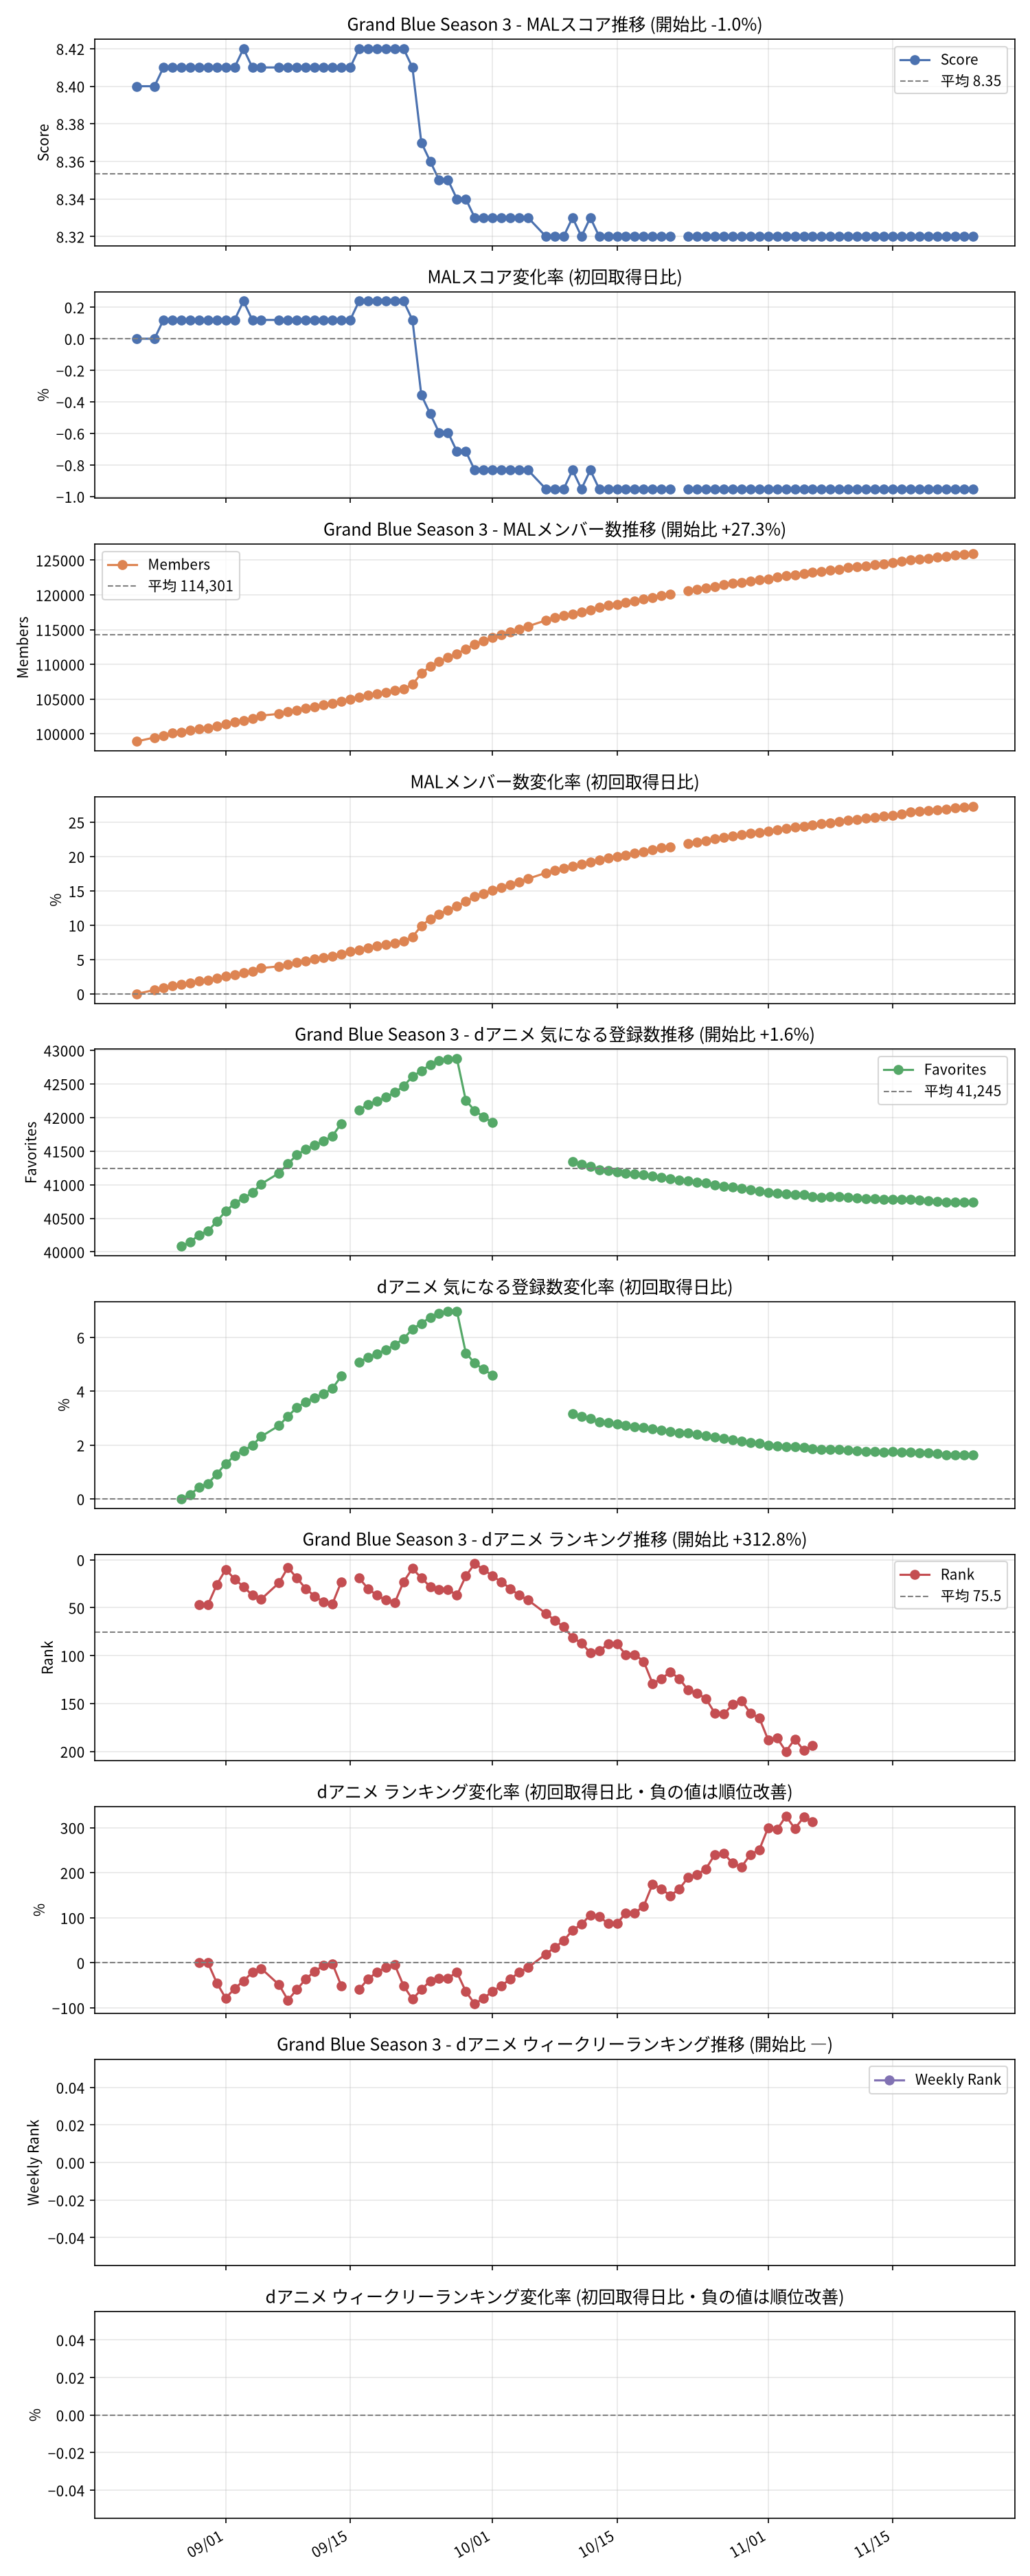 Grand Blue Season 3 - MALスコア推移 (開始比 -1.0%)
8.42
8.40
8.38
8.36
8.34
8.32
Score
Score
平均 8.35
MALスコア変化率 (初回取得日比)
0.2
0.0
−0.2
−0.4
−0.6
−0.8
−1.0
%
Grand Blue Season 3 - MALメンバー数推移 (開始比 +27.3%)
125000
120000
115000
110000
105000
100000
Members
Members
平均 114,301
MALメンバー数変化率 (初回取得日比)
25
20
15
10
5
0
%
Grand Blue Season 3 - dアニメ 気になる登録数推移 (開始比 +1.6%)
43000
42500
42000
41500
41000
40500
40000
Favorites
Favorites
平均 41,245
dアニメ 気になる登録数変化率 (初回取得日比)
6
4
2
0
%
Grand Blue Season 3 - dアニメ ランキング推移 (開始比 +312.8%)
0
50
100
150
200
Rank
Rank
平均 75.5
dアニメ ランキング変化率 (初回取得日比・負の値は順位改善)
300
200
100
0
−100
%
Grand Blue Season 3 - dアニメ ウィークリーランキング推移 (開始比 —)
0.04
0.02
0.00
−0.02
−0.04
Weekly Rank
Weekly Rank
dアニメ ウィークリーランキング変化率 (初回取得日比・負の値は順位改善)
0.04
0.02
0.00
−0.02
−0.04
%
09/01
09/15
10/01
10/15
11/01
11/15